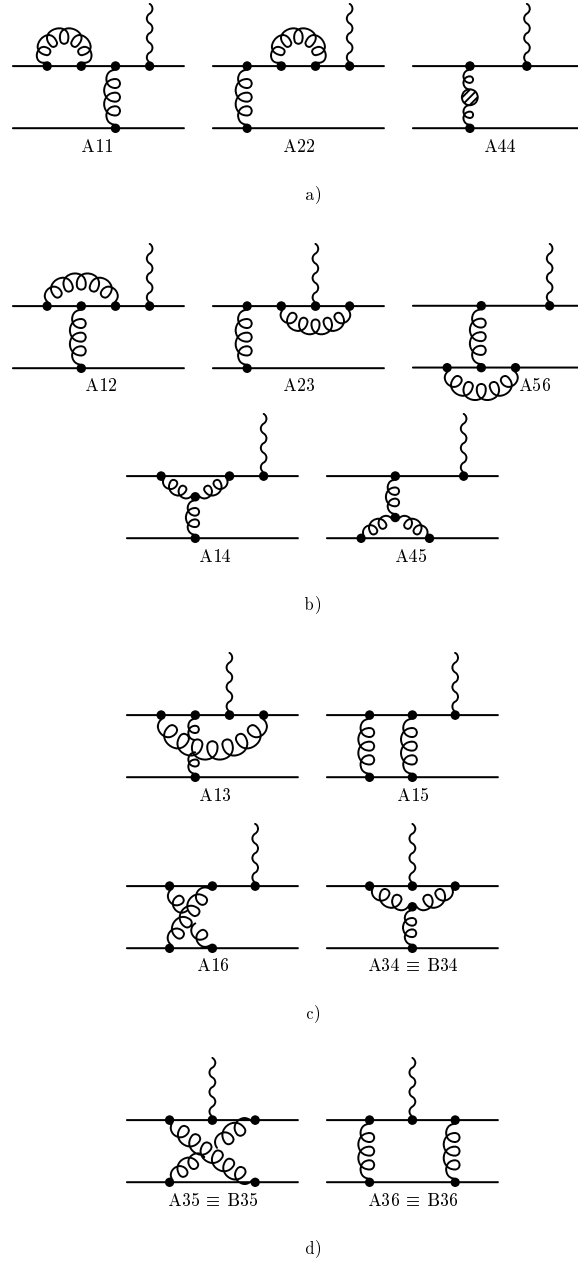 A11 A22 A44
a)
A12 A23 A56
A14 A45
b)
A13 A15
A16 A34 ≡ B34
c)
A35 ≡ B35 A36 ≡ B36
d)